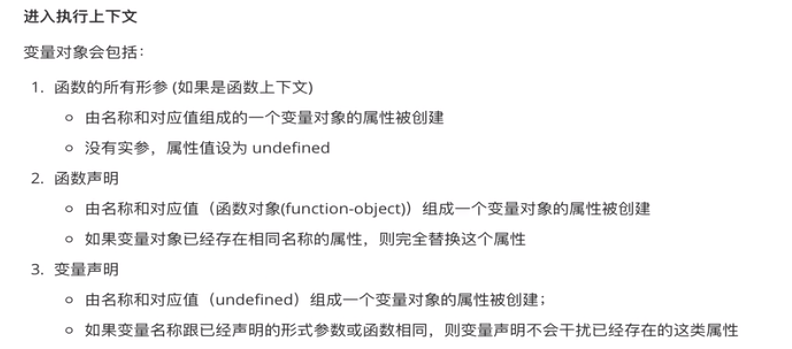 进入执行上下文
变量对象会包括：
1. 函数的所有形参 (如果是函数上下文)
○ 由名称和对应值组成的一个变量对象的属性被创建
○ 没有实参，属性值设为 undefined
2. 函数声明
○ 由名称和对应值（函数对象(function-object)）组成一个变量对象的属性被创建
○ 如果变量对象已经存在相同名称的属性，则完全替换这个属性
3. 变量声明
○ 由名称和对应值（undefined）组成一个变量对象的属性被创建；
○ 如果变量名称跟已经声明的形式参数或函数相同，则变量声明不会干扰已经存在的这类属性